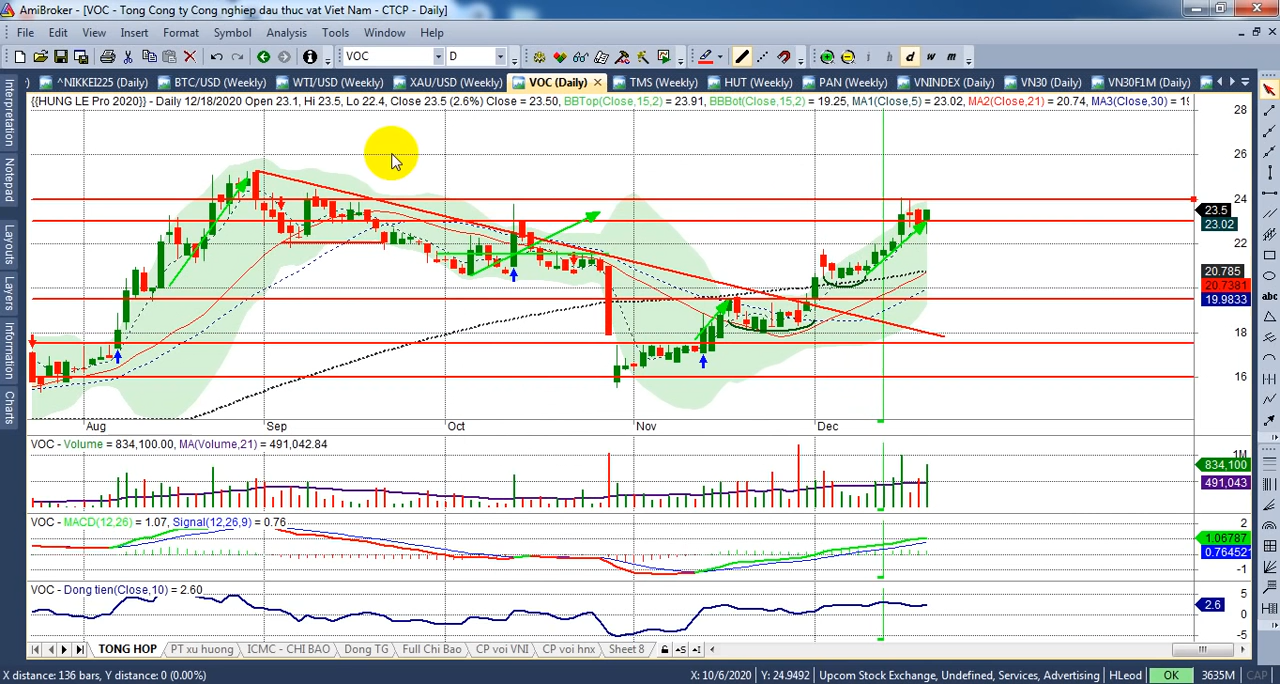 AmiBroker - [VOC - Tong Cong ty Cong nghiep dau thuc vat Viet Nam - CTCP - Daily]
File Edit View Insert Format Symbol Analysis Tools Window Help
VOC D h d w m
^NIKKEI225 (Daily) BTC/USD (Weekly) WTI/USD (Weekly) XAU/USD (Weekly) VOC (Daily) TMS (Weekly) HUT (Weekly) PAN (Weekly) VNINDEX (Daily) VN30 (Daily) VN30F1M (Daily)
{{HUNG LE Pro 2020}} - Daily 12/18/2020 Open 23.1, Hi 23.5, Lo 22.4, Close 23.5 (2.6%) Close = 23.50, BBTop(Close,15,2) = 23.91, BBBot(Close,15,2) = 19.25, MA1(Close,5) = 23.02, MA2(Close,21) = 20.74, MA3(Close,30) =
Interpretation
Notepad
Layouts
Layers
Information
Charts
abc
28
26
24
23.5
23.02
22
20.785
20.7381
19.9833
18
16
Aug Sep Oct Nov Dec
VOC - Volume = 834,100.00, MA(Volume,21) = 491,042.84
1M
834,100
491,043
VOC - MACD(12,26) = 1.07, Signal(12,26,9) = 0.76
2
1.06787
0.764521
-1
VOC - Dong tien(Close,10) = 2.60
5
2.6
0
-5
TONG HOP PT xu huong ICMC - CHI BAO Dong TG Full Chi Bao CP voi VNI CP voi hnx Sheet 8
X distance: 136 bars, Y distance: 0 (0.00%) X: 10/6/2020 Y: 24.9492 Upcom Stock Exchange, Undefined, Services, Advertising HLeod OK 3635M CAP